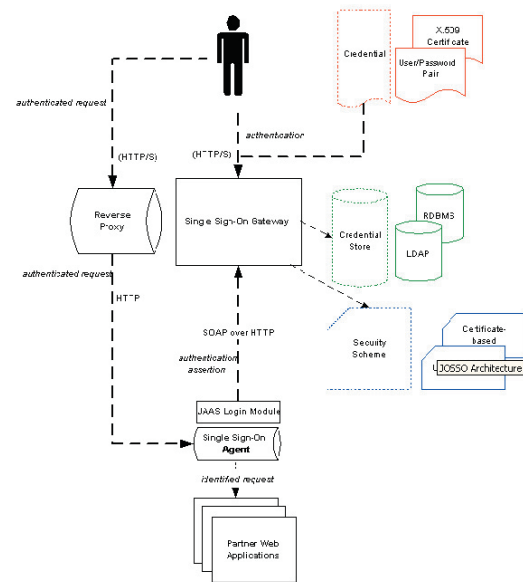 X.509
Certificate
Credential
User/Password
Pair
authenticated request
authentication
(HTTP/S)
(HTTP/S)
Reverse
Proxy
Single Sign-On Gateway
RDBMS
Credential
Store
LDAP
authenticated request
HTTP
SOAP over HTTP
authentication
assertion
Security
Scheme
Certificate-
based
JOSSO Architecture
JAAS Login Module
Single Sign-On
Agent
identified request
Partner Web
Applications